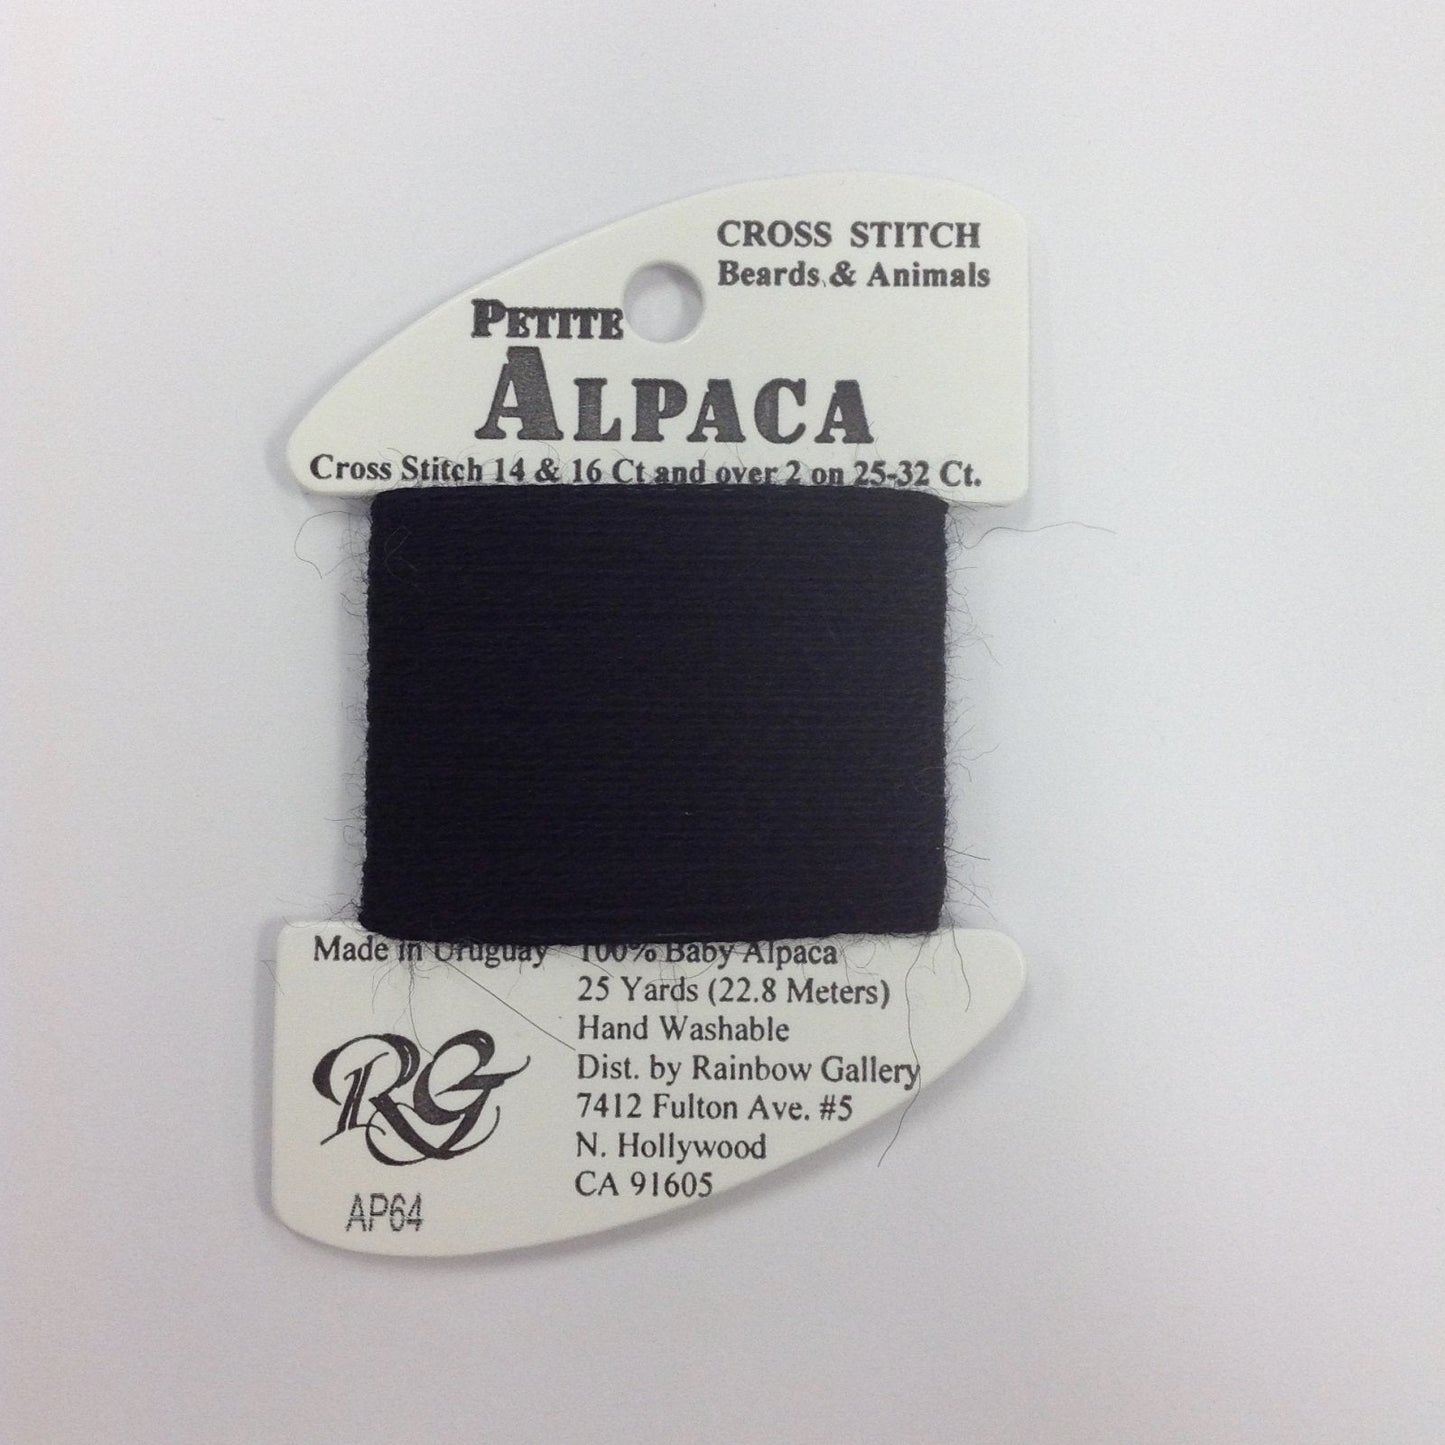 CROSS STITCH
Beards & Animals
PETITE
ALPACA
Cross Stitch 14 & 16 Ct and over 2 on 25-32 Ct.
Made in Uruguay 100% Baby Alpaca
25 Yards (22.8 Meters)
Hand Washable
Dist. by Rainbow Gallery
7412 Fulton Ave. #5
N. Hollywood
CA 91605
RG
AP64